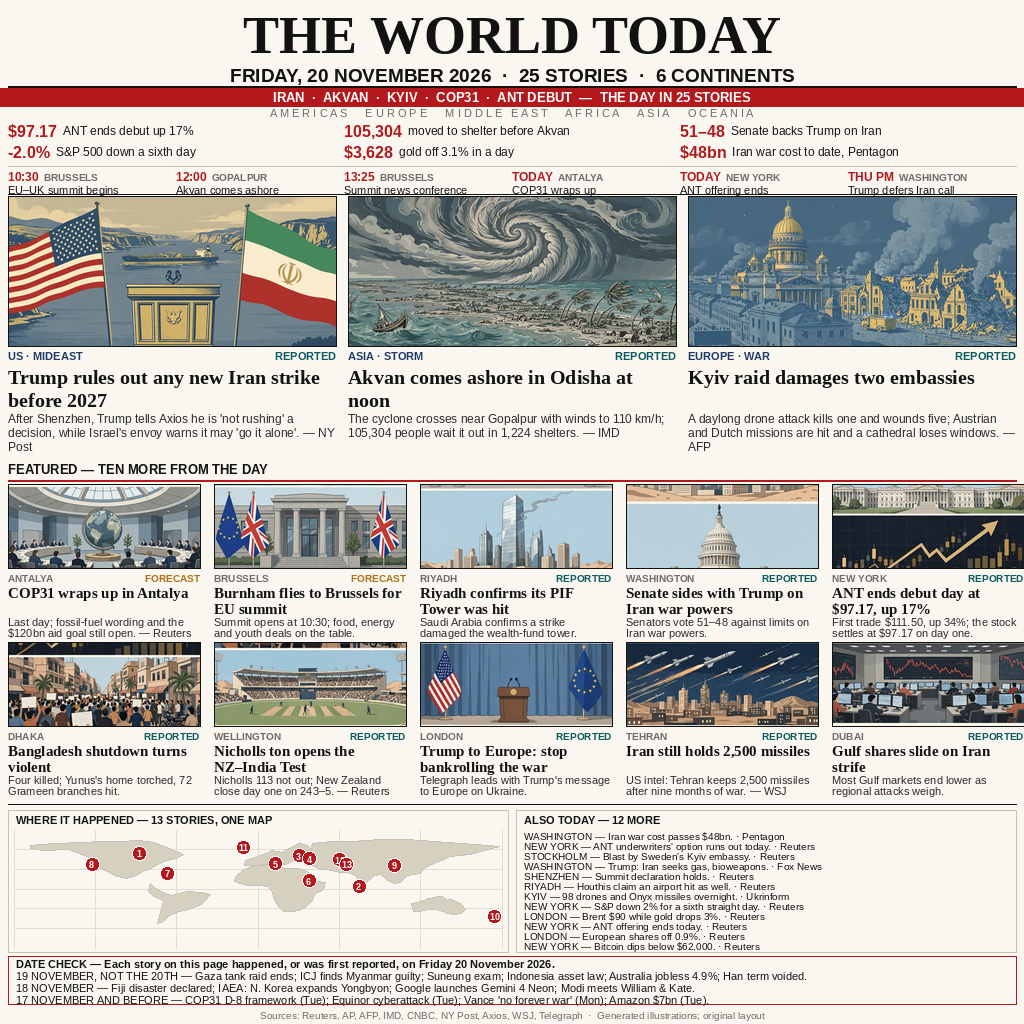 THE WORLD TODAY
FRIDAY, 20 NOVEMBER 2026 · 25 STORIES · 6 CONTINENTS
IRAN · AKVAN · KYIV · COP31 · ANT DEBUT — THE DAY IN 25 STORIES
AMERICAS EUROPE MIDDLE EAST AFRICA ASIA OCEANIA
$97.17 ANT ends debut up 17%
105,304 moved to shelter before Akvan
51–48 Senate backs Trump on Iran
-2.0% S&P 500 down a sixth day
$3,628 gold off 3.1% in a day
$48bn Iran war cost to date, Pentagon
10:30 BRUSSELS
EU–UK summit begins
12:00 GOPALPUR
Akvan comes ashore
13:25 BRUSSELS
Summit news conference
TODAY ANTALYA
COP31 wraps up
TODAY NEW YORK
ANT offering ends
THU PM WASHINGTON
Trump defers Iran call
US · MIDEAST REPORTED
Trump rules out any new Iran strike
before 2027
After Shenzhen, Trump tells Axios he is 'not rushing' a
decision, while Israel's envoy warns it may 'go it alone'. — NY
Post
ASIA · STORM REPORTED
Akvan comes ashore in Odisha at
noon
The cyclone crosses near Gopalpur with winds to 110 km/h;
105,304 people wait it out in 1,224 shelters. — IMD
EUROPE · WAR REPORTED
Kyiv raid damages two embassies
A daylong drone attack kills one and wounds five; Austrian
and Dutch missions are hit and a cathedral loses windows. —
AFP
FEATURED — TEN MORE FROM THE DAY
ANTALYA FORECAST
COP31 wraps up in Antalya
Last day; fossil-fuel wording and the
$120bn aid goal still open. — Reuters
BRUSSELS FORECAST
Burnham flies to Brussels for
EU summit
Summit opens at 10:30; food, energy
and youth deals on the table.
RIYADH REPORTED
Riyadh confirms its PIF
Tower was hit
Saudi Arabia confirms a strike
damaged the wealth-fund tower.
WASHINGTON REPORTED
Senate sides with Trump on
Iran war powers
Senators vote 51–48 against limits on
Iran war powers.
NEW YORK REPORTED
ANT ends debut day at
$97.17, up 17%
First trade $111.50, up 34%; the stock
settles at $97.17 on day one.
DHAKA REPORTED
Bangladesh shutdown turns
violent
Four killed; Yunus's home torched, 72
Grameen branches hit.
WELLINGTON REPORTED
Nicholls ton opens the
NZ–India Test
Nicholls 113 not out; New Zealand
close day one on 243–5. — Reuters
LONDON REPORTED
Trump to Europe: stop
bankrolling the war
Telegraph leads with Trump's message
to Europe on Ukraine.
TEHRAN REPORTED
Iran still holds 2,500 missiles
US intel: Tehran keeps 2,500 missiles
after nine months of war. — WSJ
DUBAI REPORTED
Gulf shares slide on Iran
strife
Most Gulf markets end lower as
regional attacks weigh.
WHERE IT HAPPENED — 13 STORIES, ONE MAP
11
1
8
7
5
3
4
13
9
6
2
10
ALSO TODAY — 12 MORE
WASHINGTON — Iran war cost passes $48bn. · Pentagon
NEW YORK — ANT underwriters' option runs out today. · Reuters
STOCKHOLM — Blast by Sweden's Kyiv embassy. · Reuters
WASHINGTON — Trump: Iran seeks gas, bioweapons. · Fox News
SHENZHEN — Summit declaration holds. · Reuters
RIYADH — Houthis claim an airport hit as well. · Reuters
KYIV — 98 drones and Onyx missiles overnight. · Ukrinform
NEW YORK — S&P down 2% for a sixth straight day. · Reuters
LONDON — Brent $90 while gold drops 3%. · Reuters
NEW YORK — ANT offering ends today. · Reuters
LONDON — European shares off 0.9%. · Reuters
NEW YORK — Bitcoin dips below $62,000. · Reuters
DATE CHECK — Each story on this page happened, or was first reported, on Friday 20 November 2026.
19 NOVEMBER, NOT THE 20TH — Gaza tank raid ends; ICJ finds Myanmar guilty; Suneung exam; Indonesia asset law; Australia jobless 4.9%; Han term voided.
18 NOVEMBER — Fiji disaster declared; IAEA: N. Korea expands Yongbyon; Google launches Gemini 4 Neon; Modi meets William & Kate.
17 NOVEMBER AND BEFORE — COP31 D-8 framework (Tue); Equinor cyberattack (Tue); Vance 'no forever war' (Mon); Amazon $7bn (Tue).
Sources: Reuters, AP, AFP, IMD, CNBC, NY Post, Axios, WSJ, Telegraph · Generated illustrations; original layout